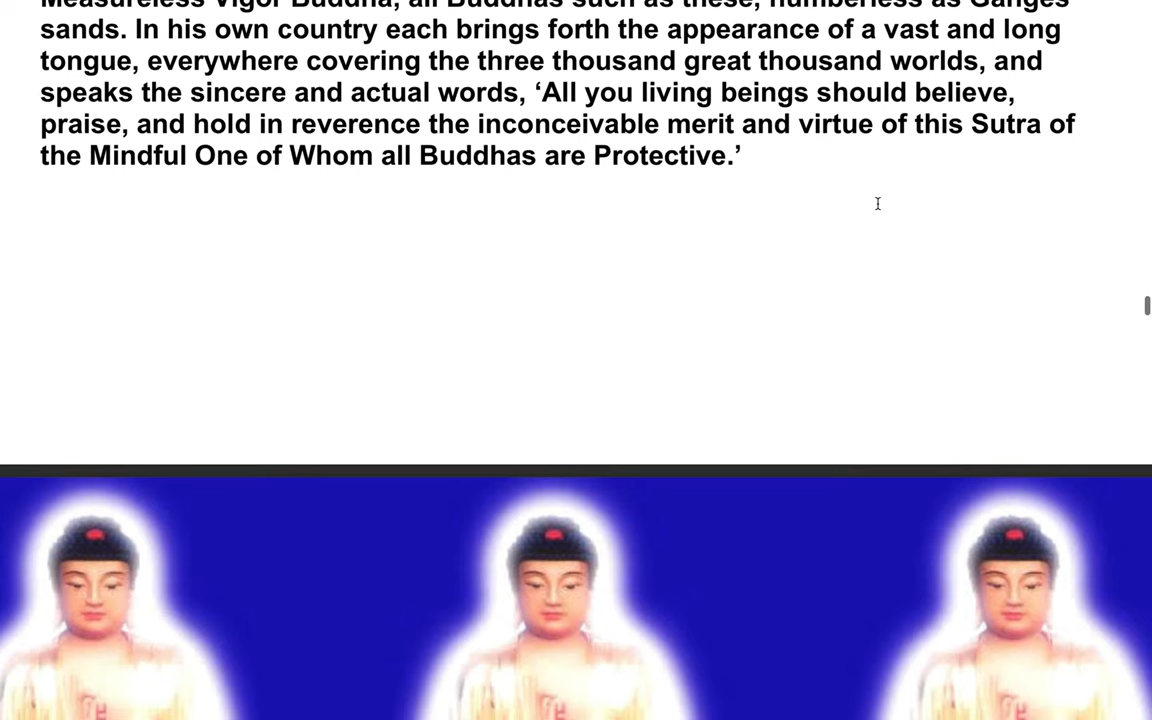 Measureless Vigor Buddha, all Buddhas such as these, numberless as Ganges
sands. In his own country each brings forth the appearance of a vast and long
tongue, everywhere covering the three thousand great thousand worlds, and
speaks the sincere and actual words, ‘All you living beings should believe,
praise, and hold in reverence the inconceivable merit and virtue of this Sutra of
the Mindful One of Whom all Buddhas are Protective.’